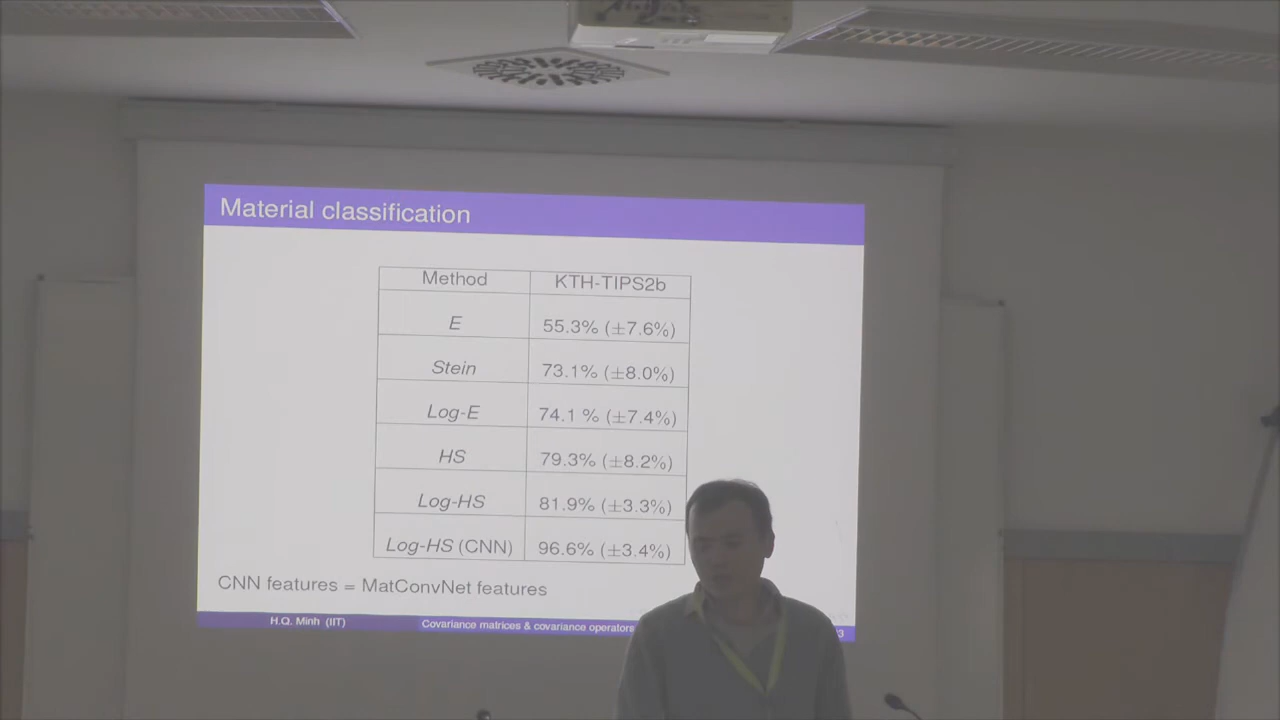 Material classification
Method KTH-TIPS2b
E 55.3% (±7.6%)
Stein 73.1% (±8.0%)
Log-E 74.1 % (±7.4%)
HS 79.3% (±8.2%)
Log-HS 81.9% (±3.3%)
Log-HS (CNN) 96.6% (±3.4%)
CNN features = MatConvNet features
H.Q. Minh (IIT) Covariance matrices & covariance operators